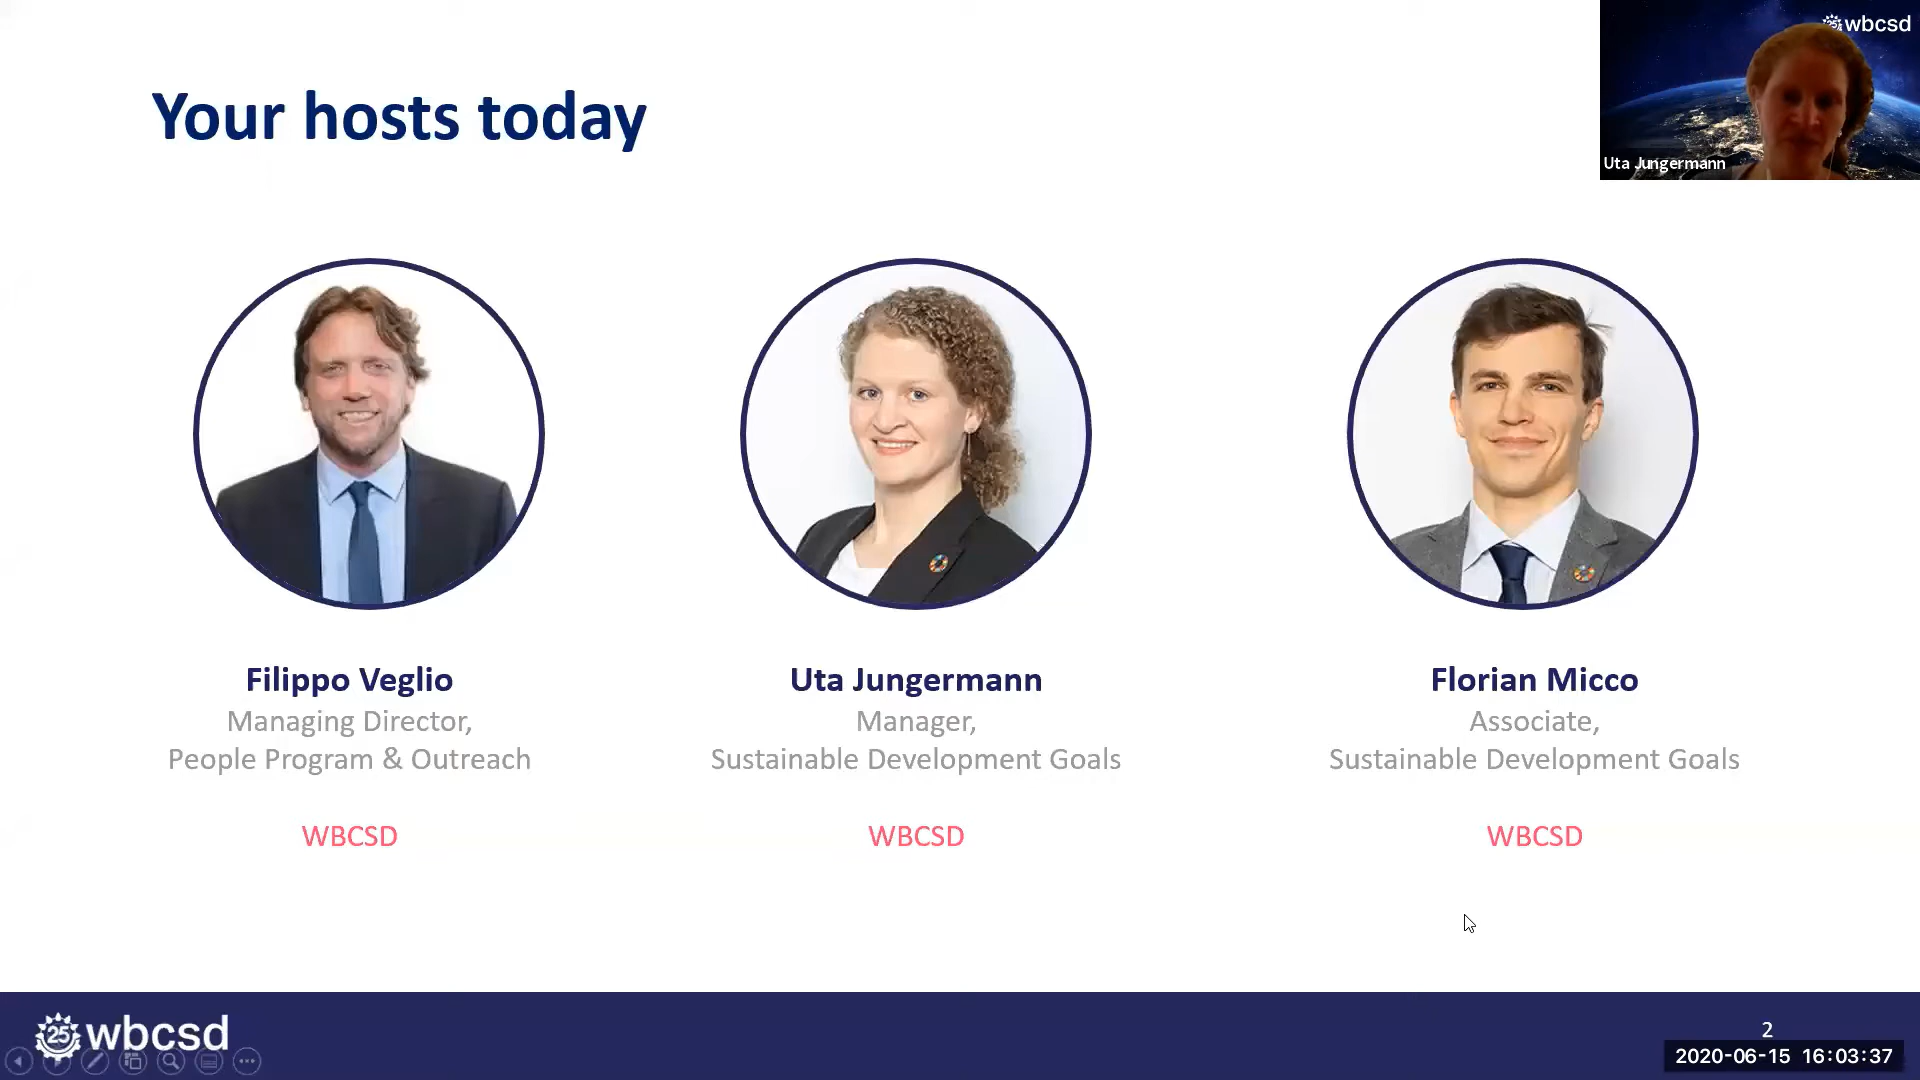 Your hosts today
wbcsd
Uta Jungermann
Filippo Veglio
Managing Director,
People Program & Outreach
WBCSD
Uta Jungermann
Manager,
Sustainable Development Goals
WBCSD
Florian Micco
Associate,
Sustainable Development Goals
WBCSD
25 wbcsd
2
2020-06-15 16:03:37